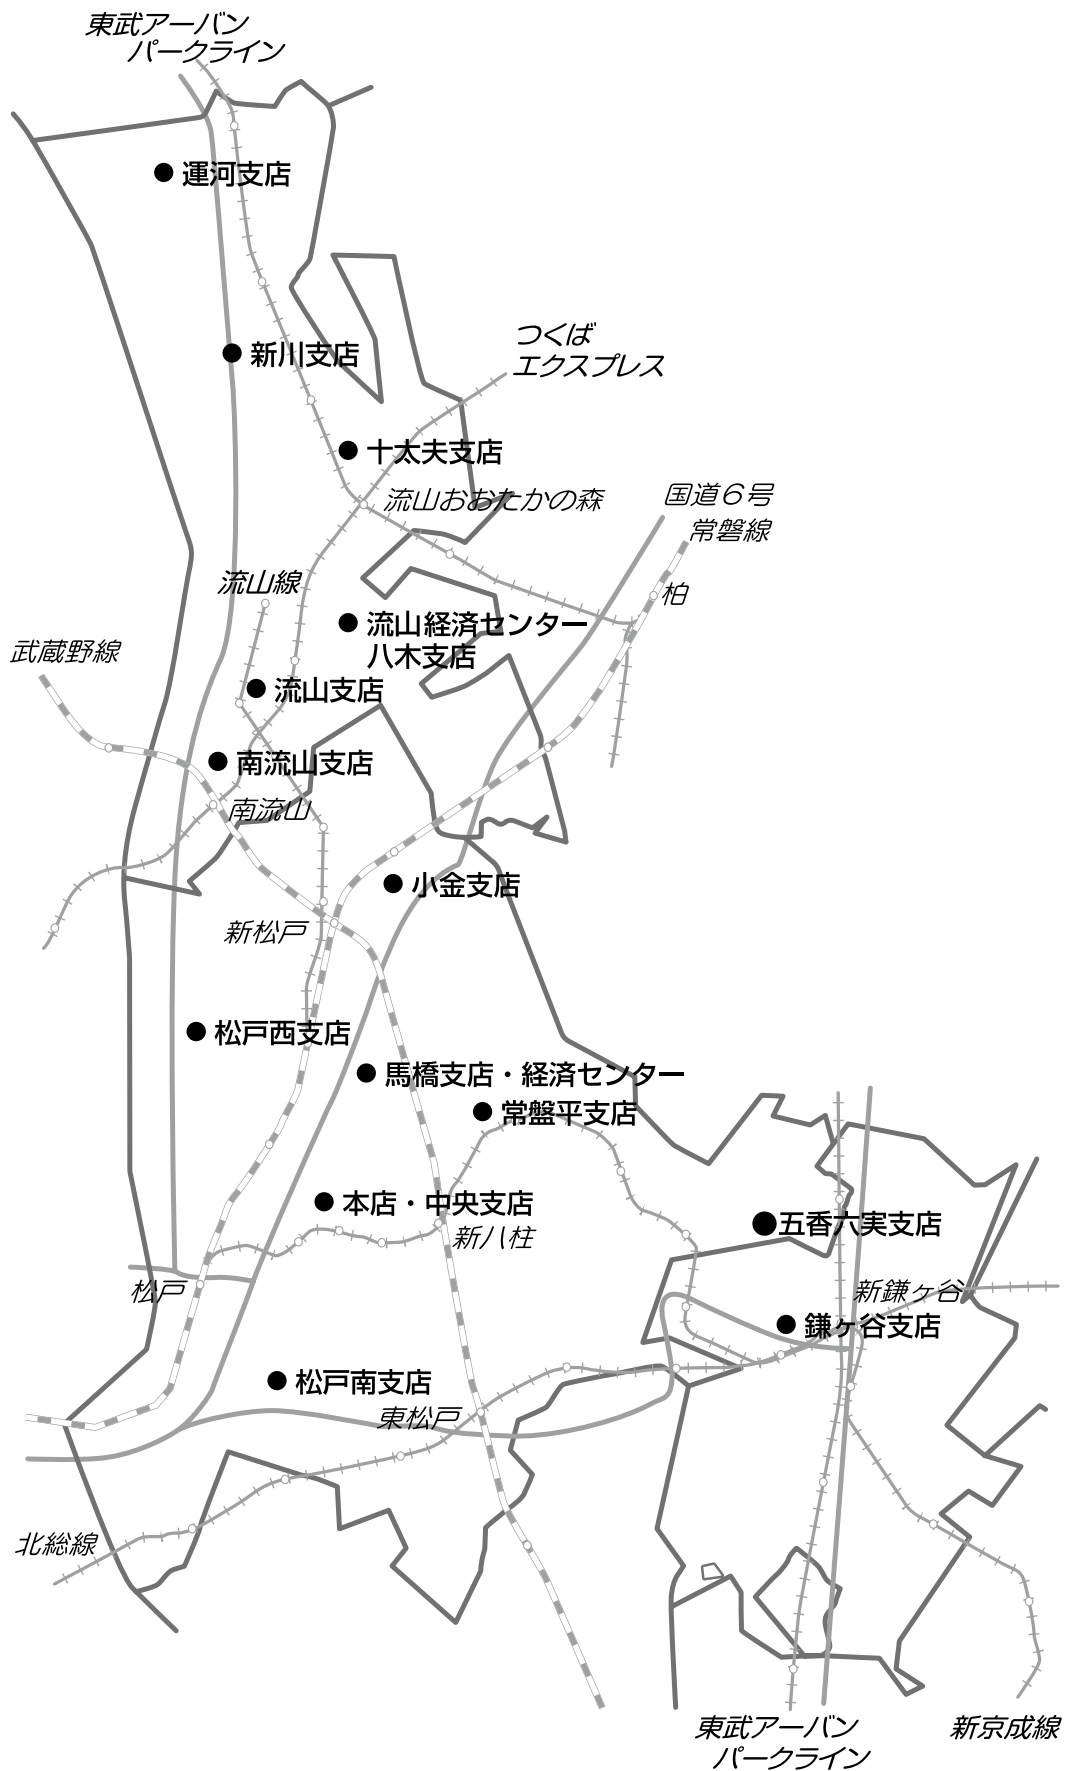 東武アーバン
パークライン
運河支店
つくば
エクスプレス
新川支店
十太夫支店
流山おおたかの森
国道6号
常磐線
流山線
柏
流山経済センター
八木支店
武蔵野線
流山支店
南流山支店
南流山
小金支店
新松戸
松戸西支店
馬橋支店・経済センター
常盤平支店
本店・中央支店
新八柱
五香六実支店
松戸
新鎌ヶ谷
鎌ヶ谷支店
松戸南支店
東松戸
北総線
東武アーバン
パークライン
新京成線